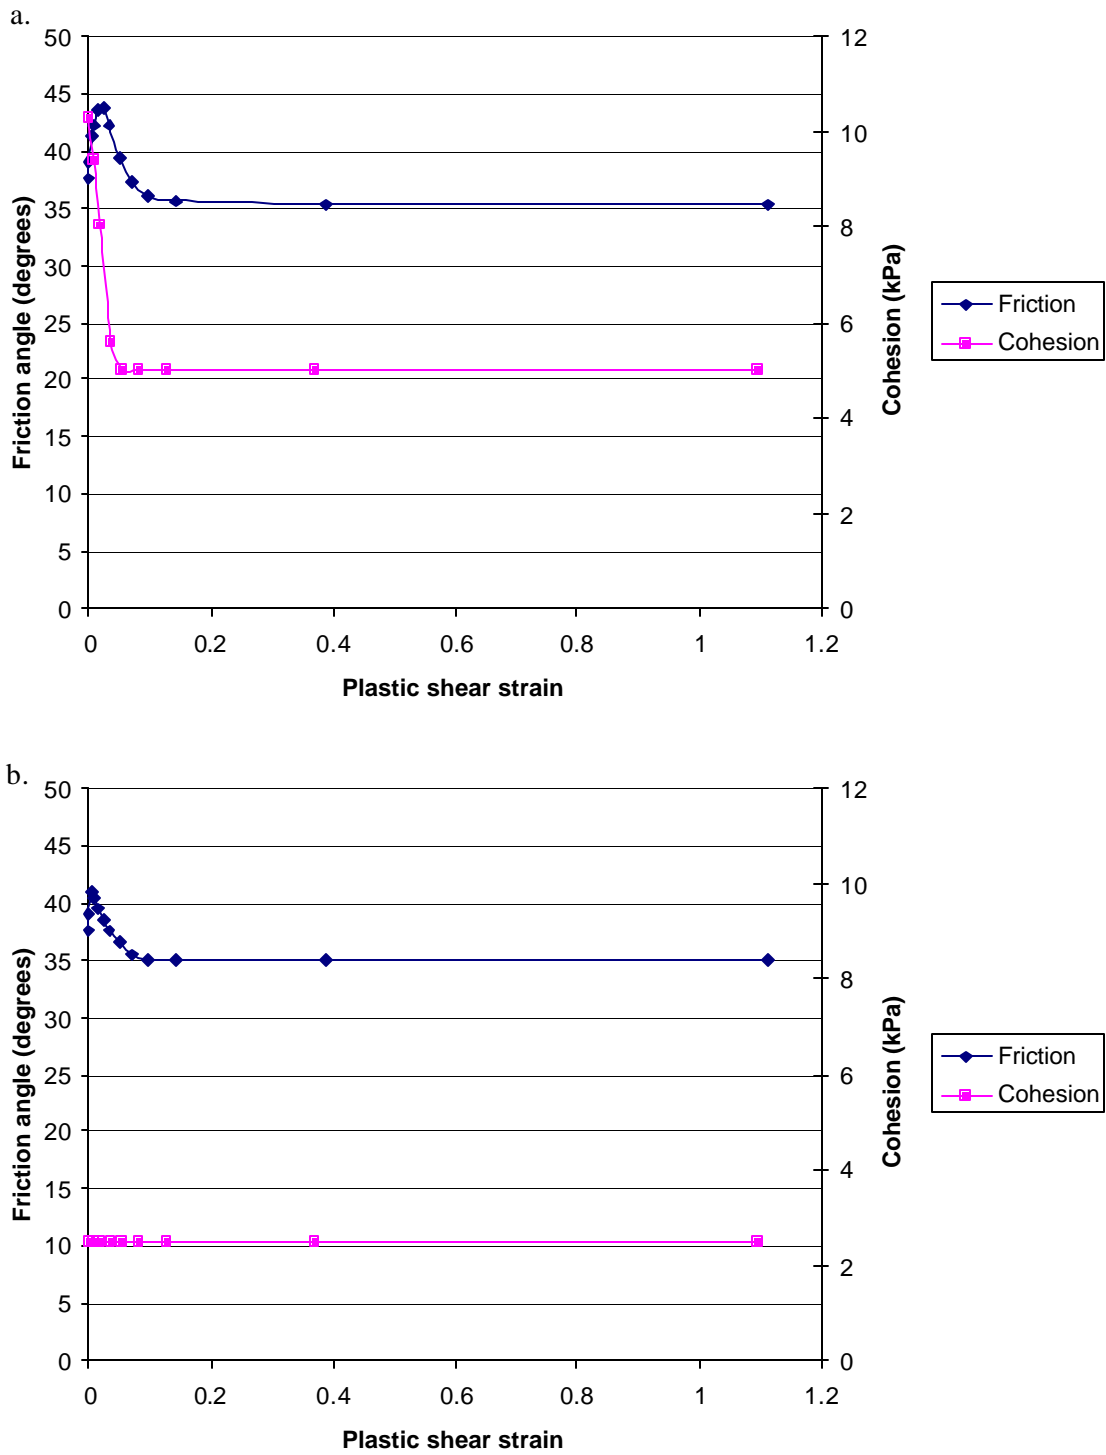 a.
50
45
40
35
30
25
20
15
10
5
0
Friction angle (degrees)
0 0.2 0.4 0.6 0.8 1 1.2
Plastic shear strain
12
10
8
6
4
2
0
Cohesion (kPa)
Friction
Cohesion
b.
50
45
40
35
30
25
20
15
10
5
0
Friction angle (degrees)
0 0.2 0.4 0.6 0.8 1 1.2
Plastic shear strain
12
10
8
6
4
2
0
Cohesion (kPa)
Friction
Cohesion